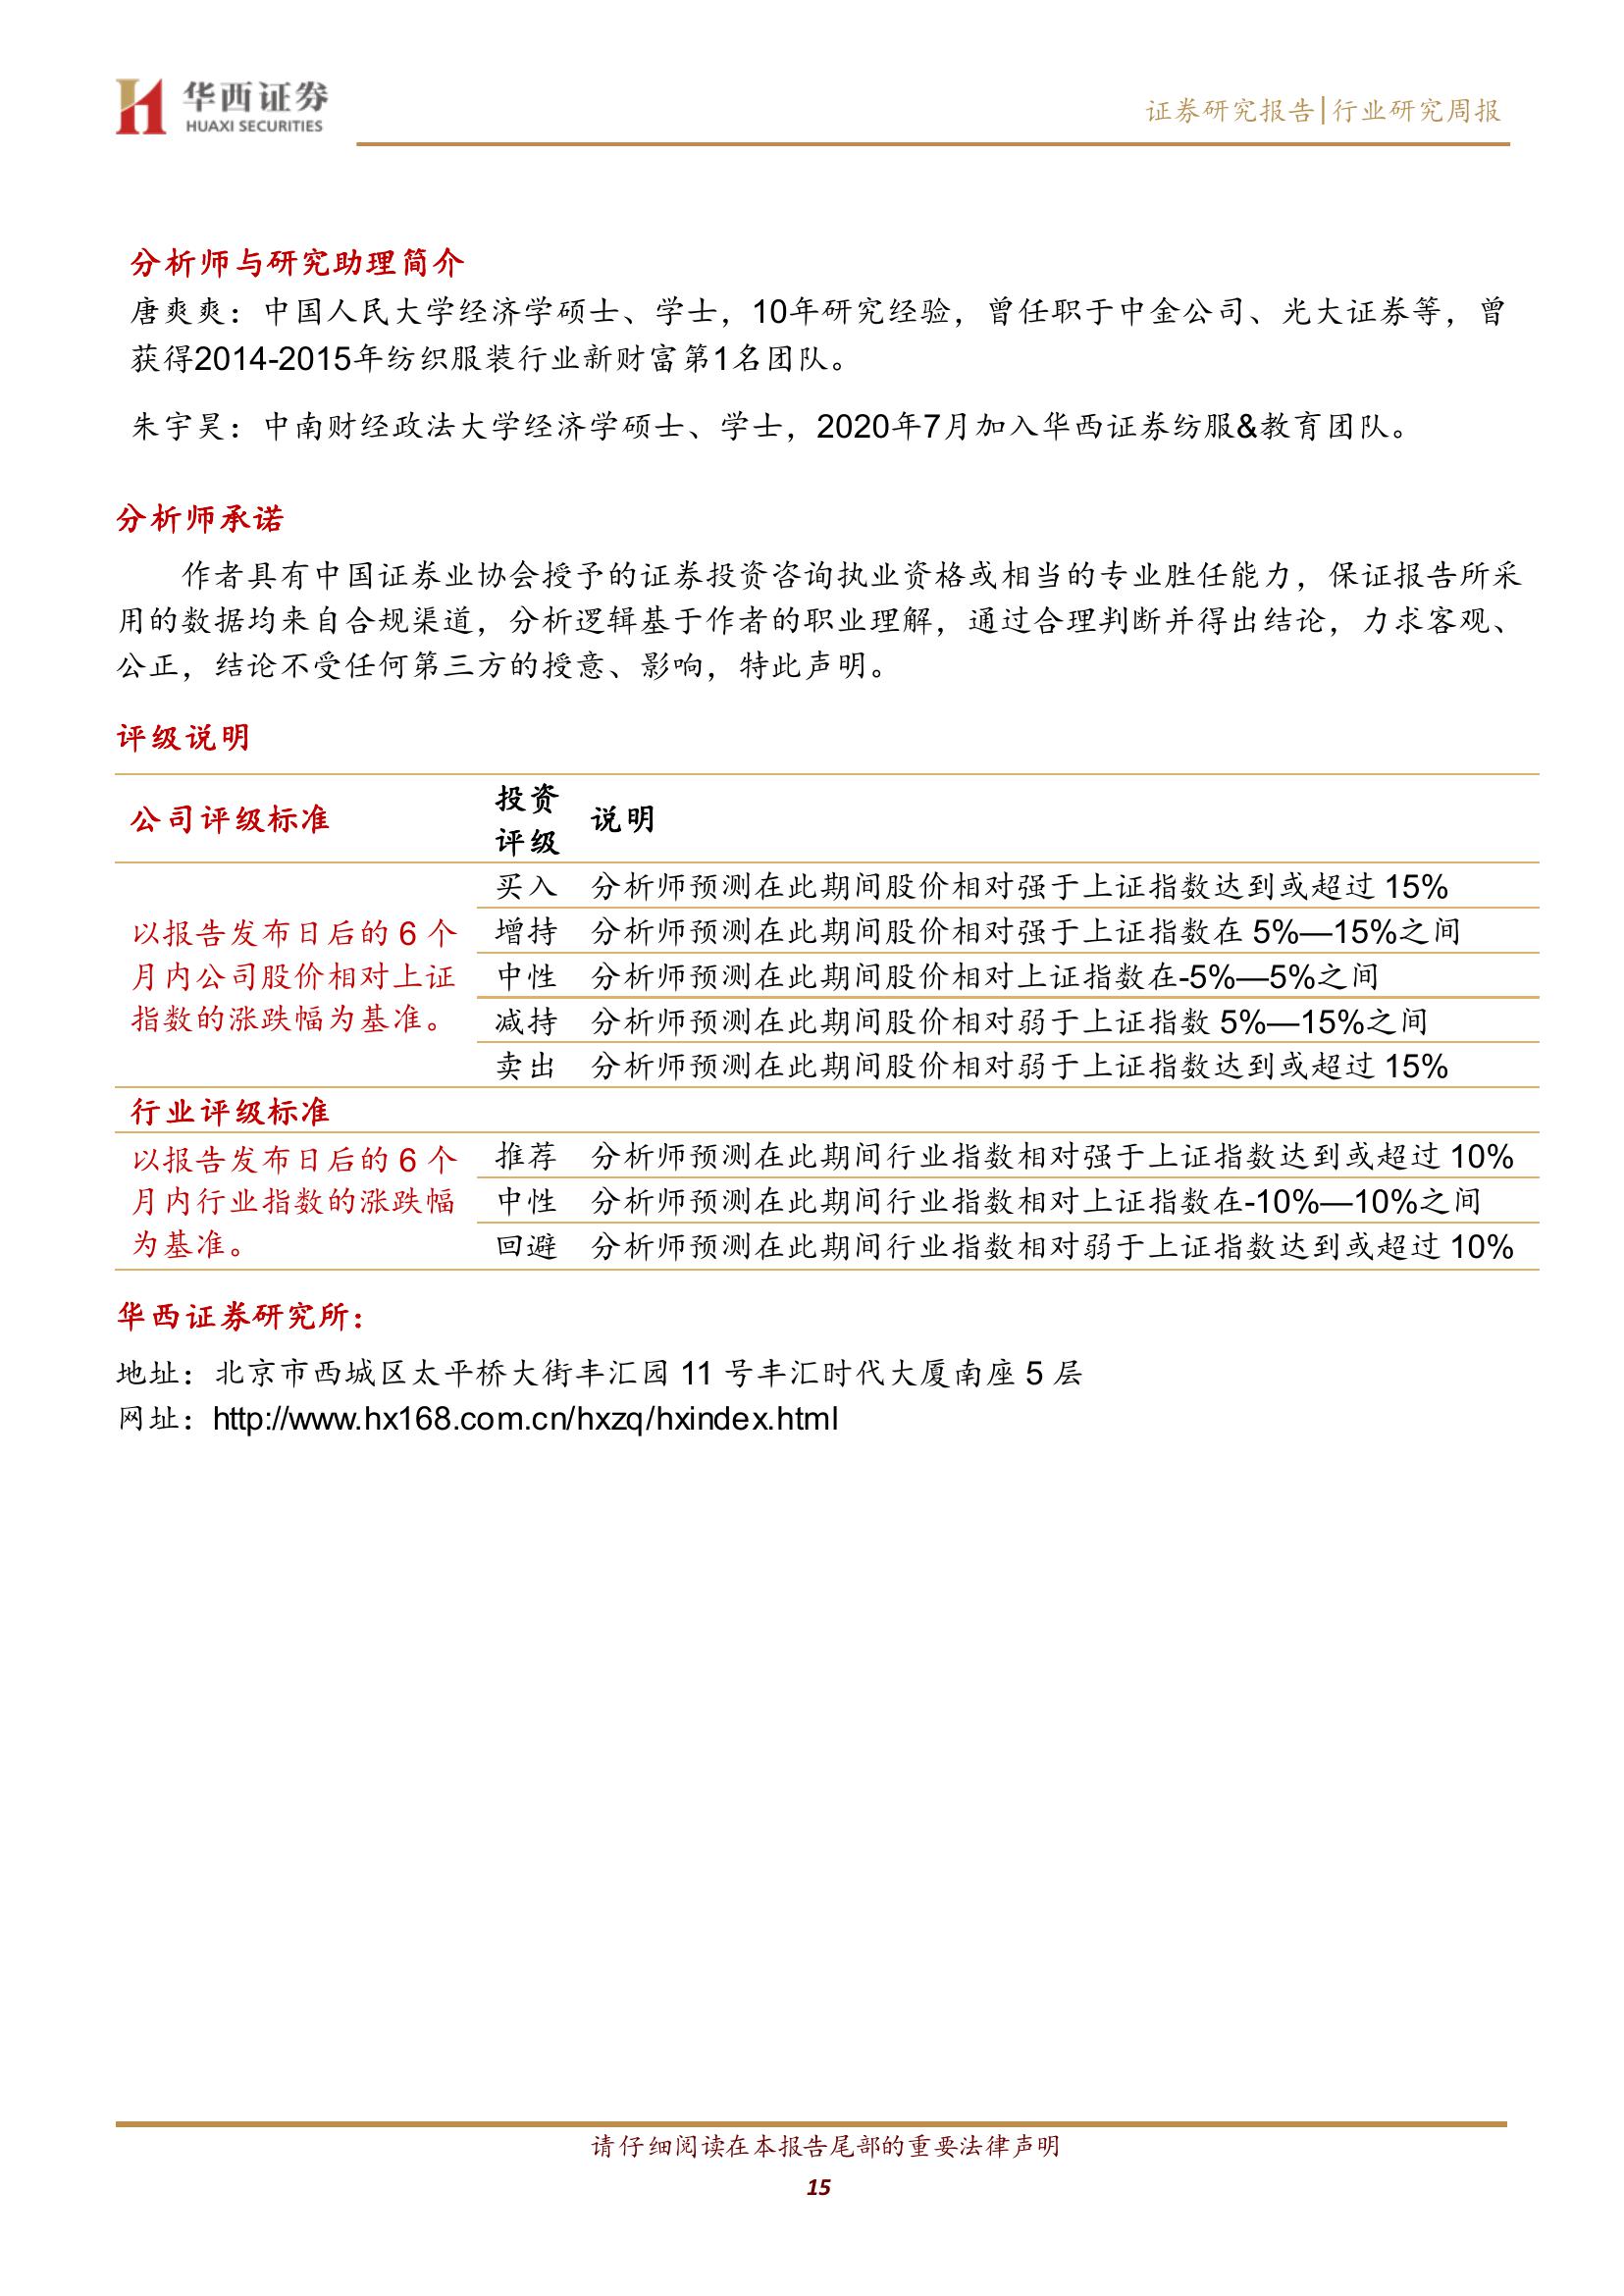 华西证券
HUAXI SECURITIES
证券研究报告|行业研究周报
分析师与研究助理简介
唐爽爽：中国人民大学经济学硕士、学士，10年研究经验，曾任职于中金公司、光大证券等，曾
获得2014-2015年纺织服装行业新财富第1名团队。
朱宇昊：中南财经政法大学经济学硕士、学士，2020年7月加入华西证券纺服&教育团队。
分析师承诺
作者具有中国证券业协会授予的证券投资咨询执业资格或相当的专业胜任能力，保证报告所采
用的数据均来自合规渠道，分析逻辑基于作者的职业理解，通过合理判断并得出结论，力求客观、
公正，结论不受任何第三方的授意、影响，特此声明。
评级说明
公司评级标准
投资
评级
说明
以报告发布日后的 6 个
月内公司股价相对上证
指数的涨跌幅为基准。
买入 分析师预测在此期间股价相对强于上证指数达到或超过 15%
增持 分析师预测在此期间股价相对强于上证指数在 5%—15%之间
中性 分析师预测在此期间股价相对上证指数在-5%—5%之间
减持 分析师预测在此期间股价相对弱于上证指数 5%—15%之间
卖出 分析师预测在此期间股价相对弱于上证指数达到或超过 15%
行业评级标准
以报告发布日后的 6 个
月内行业指数的涨跌幅
为基准。
推荐 分析师预测在此期间行业指数相对强于上证指数达到或超过 10%
中性 分析师预测在此期间行业指数相对上证指数在-10%—10%之间
回避 分析师预测在此期间行业指数相对弱于上证指数达到或超过 10%
华西证券研究所：
地址：北京市西城区太平桥大街丰汇园 11 号丰汇时代大厦南座 5 层
网址：http://www.hx168.com.cn/hxzq/hxindex.html
请仔细阅读在本报告尾部的重要法律声明
15